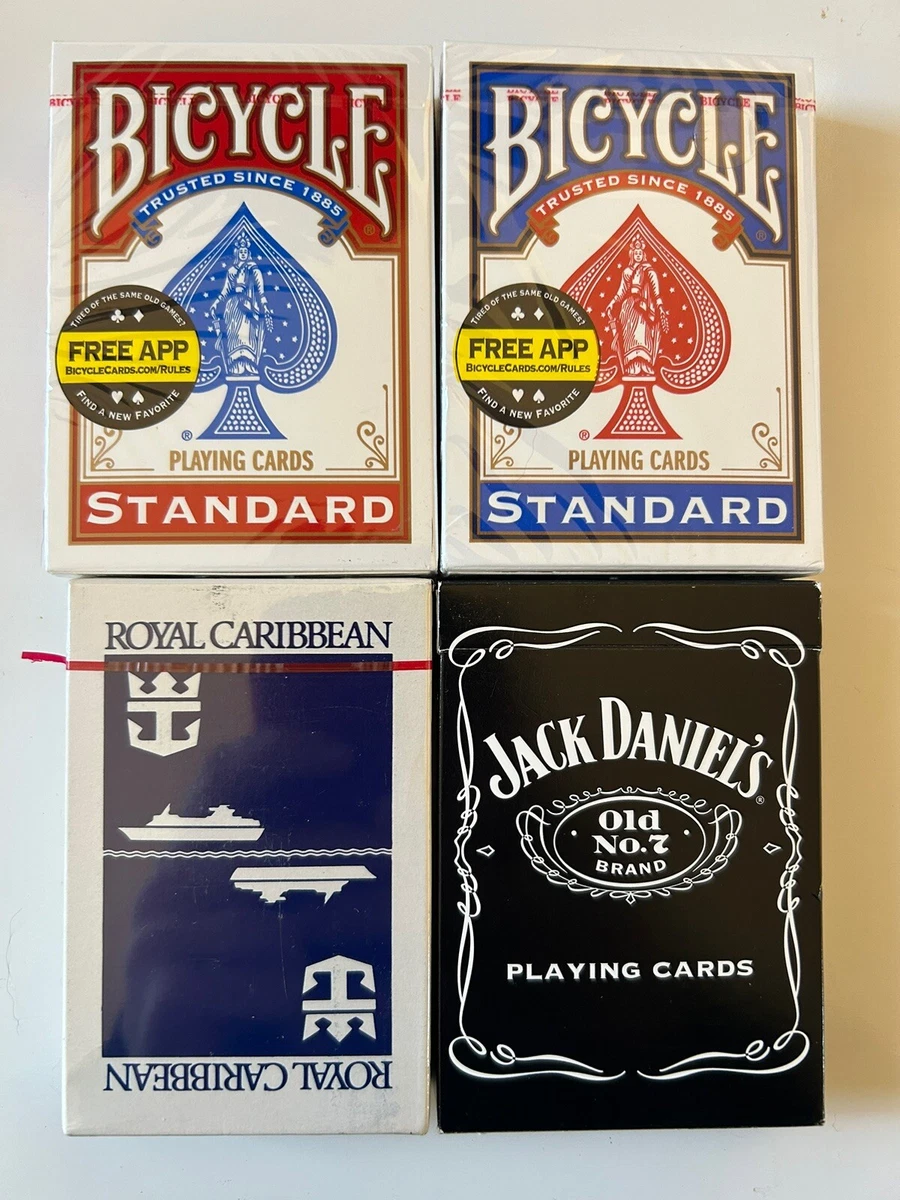 BICYCLE
TRUSTED SINCE 1885
®
TIRED OF THE SAME OLD GAMES?
FREE APP
BICYCLECARDS.COM/RULES
FIND A NEW FAVORITE
®
PLAYING CARDS
STANDARD
BICYCLE
BICYCLE
TRUSTED SINCE 1885
®
TIRED OF THE SAME OLD GAMES?
FREE APP
BICYCLECARDS.COM/RULES
FIND A NEW FAVORITE
®
PLAYING CARDS
STANDARD
ROYAL CARIBBEAN
ROYAL CARIBBEAN
JACK DANIEL'S
®
Old
No.7
BRAND
PLAYING CARDS